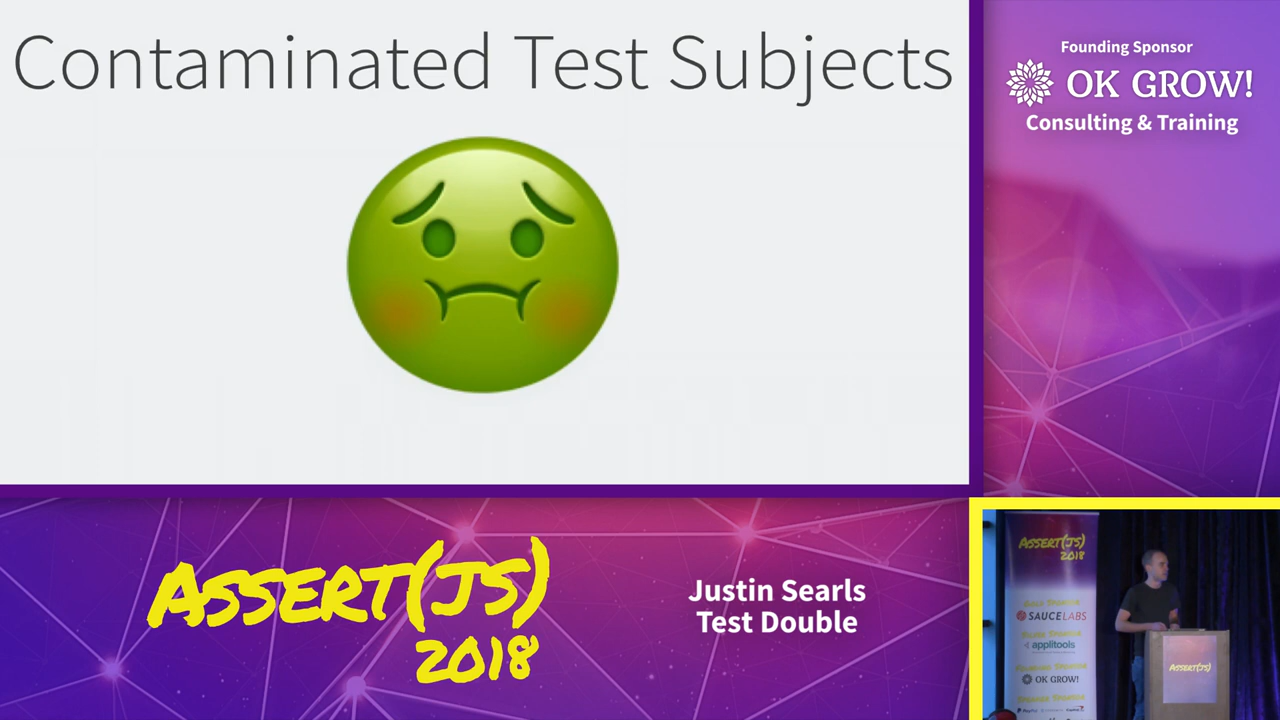 Contaminated Test Subjects
Founding Sponsor
OK GROW!
Consulting & Training
ASSERT(JS)
2018
Justin Searls
Test Double
ASSERT(JS)
2018
SAUCELABS
applitools
OK GROW!
ASSERT(JS)